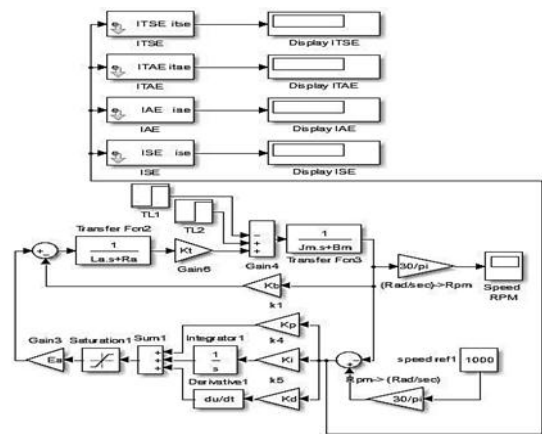 ITSE itse
ITSE
Display ITSE
ITAE itae
ITAE
Display ITAE
IAE iae
IAE
Display IAE
ISE ise
ISE
Display ISE
TL1
TL2
Transfer Fcn2
1
La.s+Ra
Kt
Gain6
Gain4
1
Jm.s+Bm
Transfer Fcn3
30/pi
(Rad/sec)->Rpm
Speed
RPM
Kb
k1
Kp
k4
Gain3
Ea
Saturation1
Sum1
Integrator1
1
s
Ki
k5
Derivative1
du/dt
Kd
speed ref1
1000
Rpm-> (Rad/sec)
30/pi